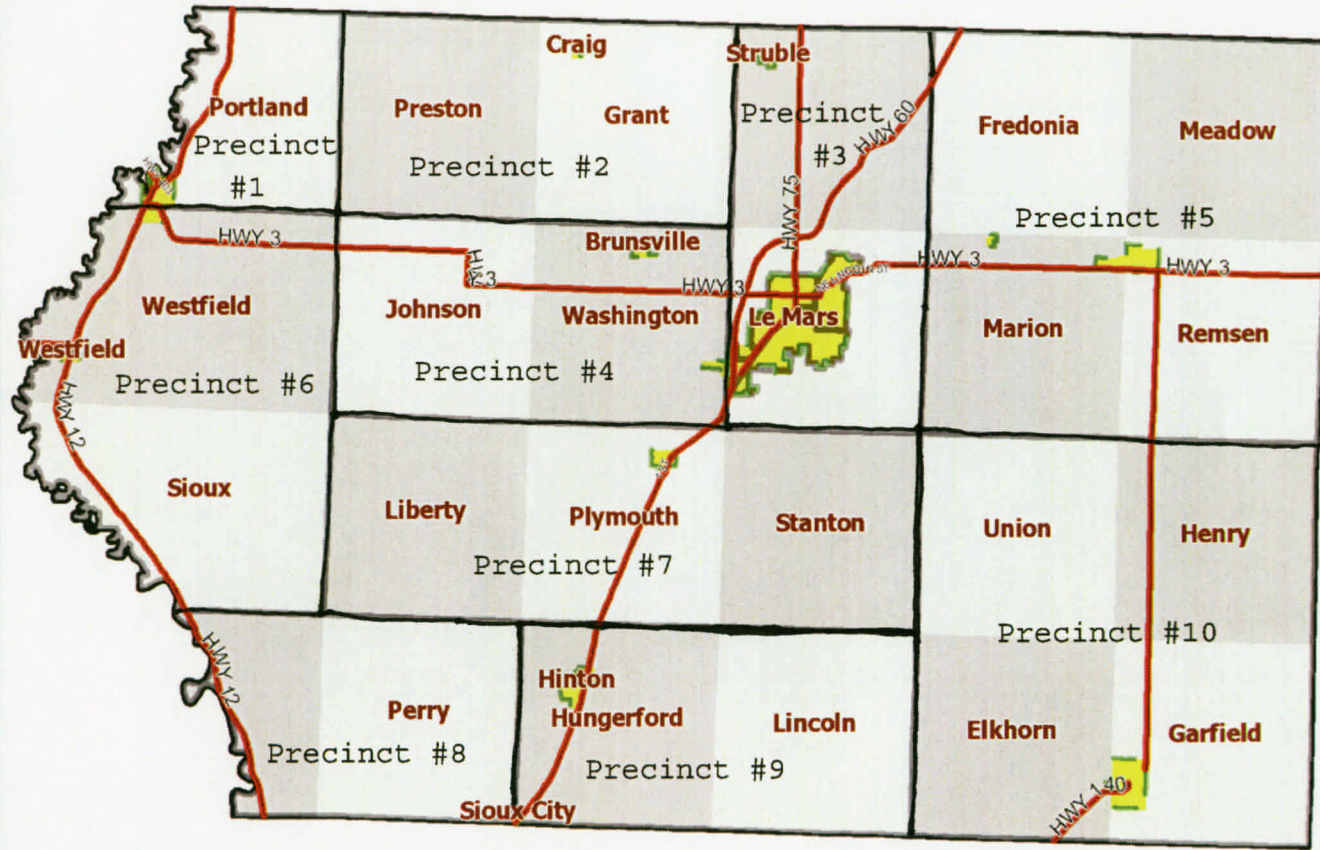 Craig
Struble
Portland
Preston
Grant
Fredonia
Meadow
Precinct
#1
Precinct #2
Precinct
#3
HWY 60
HWY 75
Precinct #5
HWY 3
Brunsville
HWY 3
HWY 3
HWY 3
HWY 3
Westfield
Johnson
Washington
Le Mars
Marion
Remsen
Westfield
Precinct #6
Precinct #4
HWY 12
Sioux
Liberty
Plymouth
Stanton
Union
Henry
Precinct #7
Precinct #10
HWY 12
Hinton
Perry
Hungerford
Lincoln
Elkhorn
Garfield
Precinct #8
Precinct #9
HWY 140
Sioux City